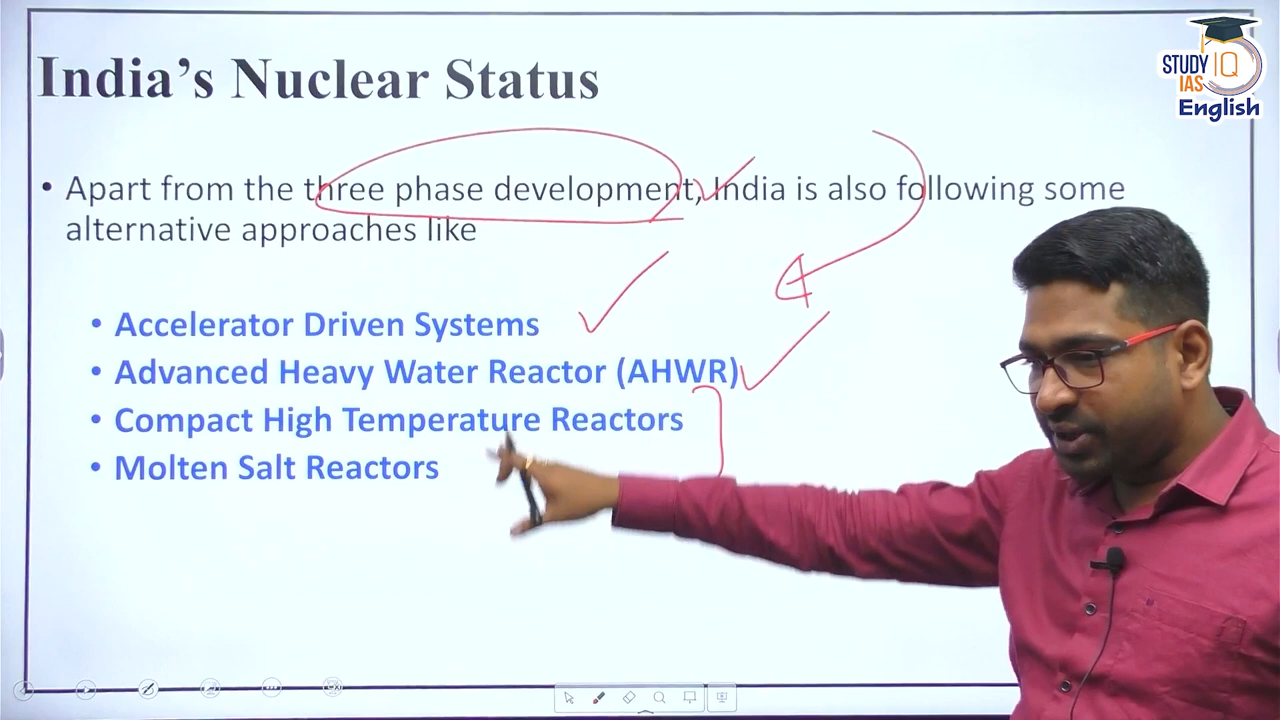 India's Nuclear Status
STUDY IQ
IAS
English
• Apart from the three phase development, India is also following some
alternative approaches like
• Accelerator Driven Systems
• Advanced Heavy Water Reactor (AHWR)
• Compact High Temperature Reactors
• Molten Salt Reactors